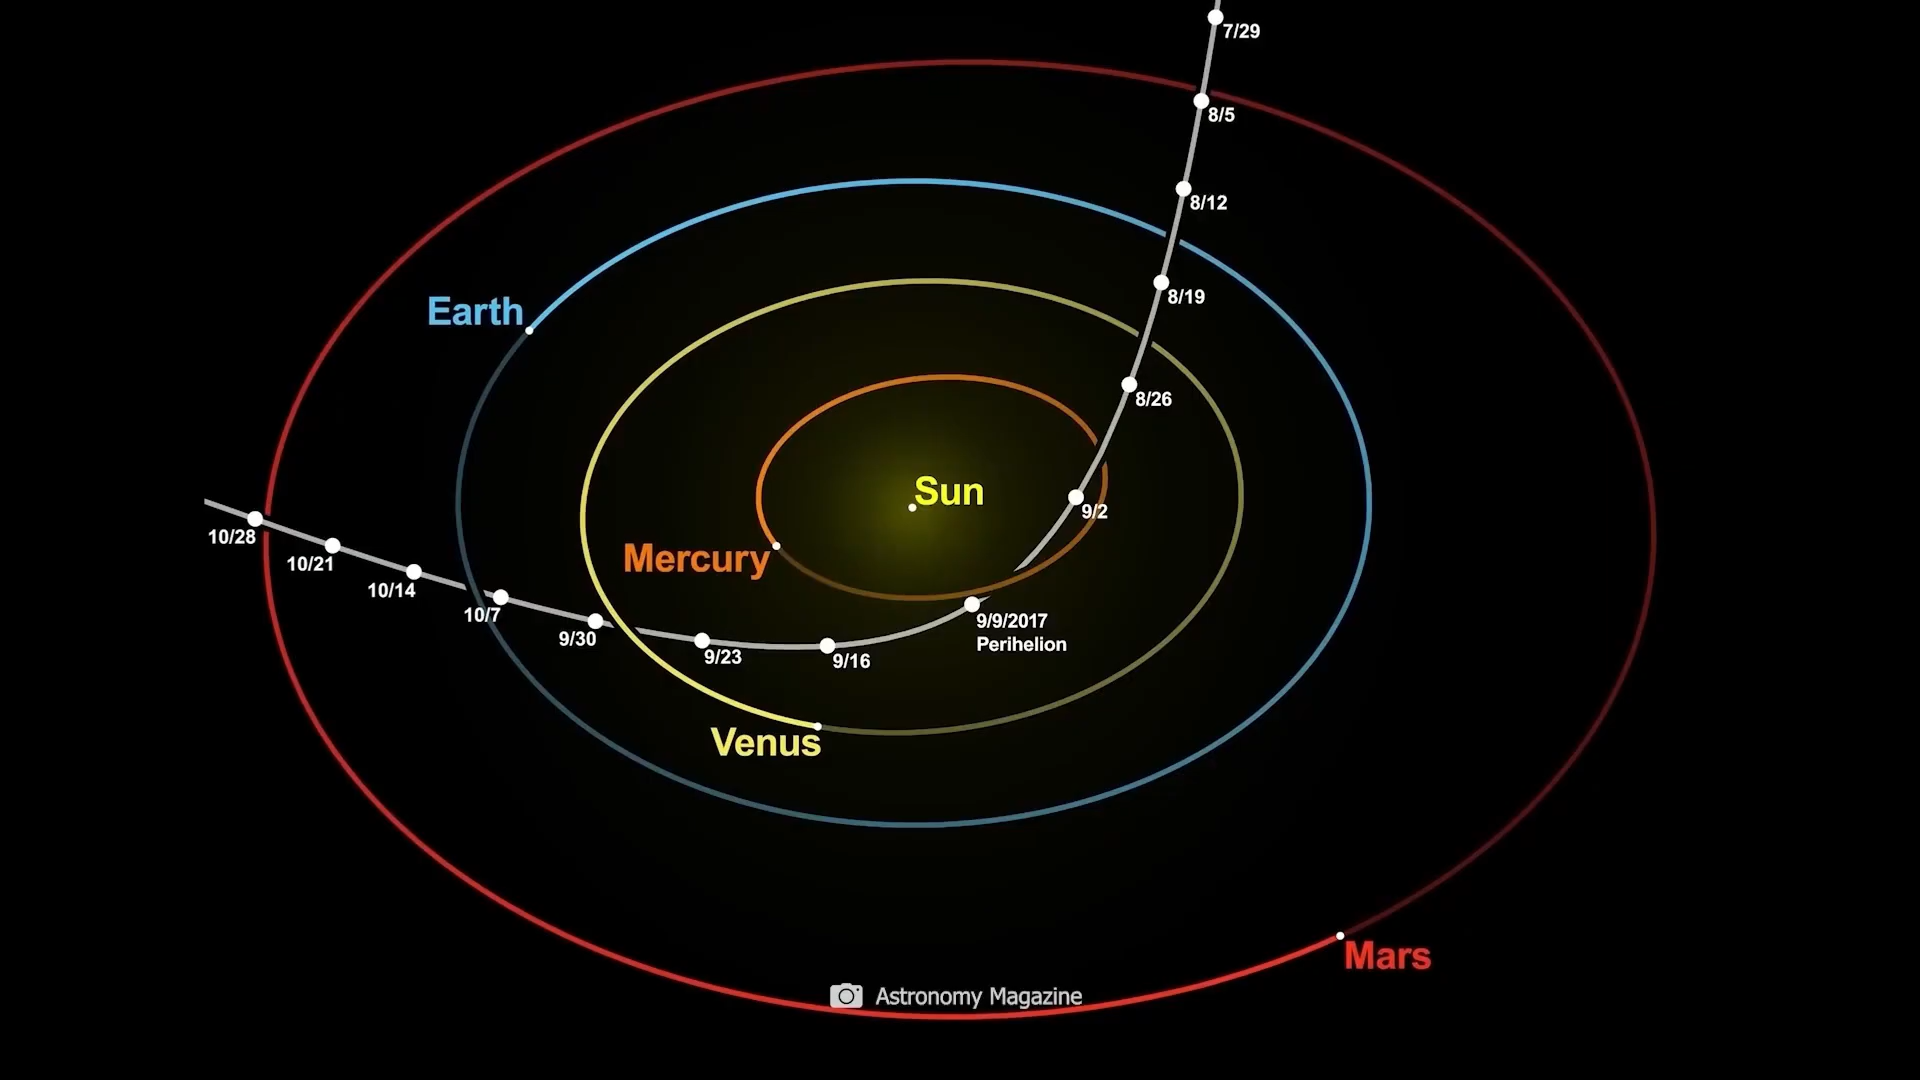 7/29
8/5
8/12
8/19
Earth
8/26
Sun
9/2
10/28
10/21
Mercury
10/14
10/7
9/30
9/9/2017
Perihelion
9/23
9/16
Venus
Mars
Astronomy Magazine